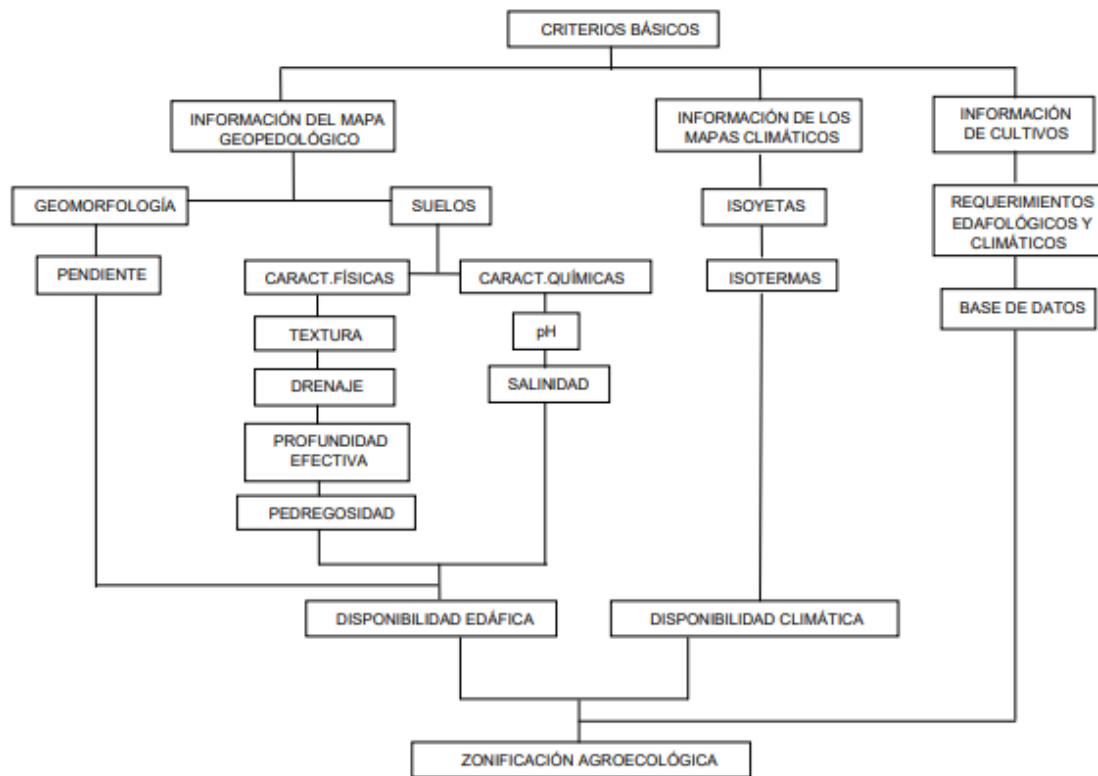 CRITERIOS BÁSICOS
INFORMACIÓN DEL MAPA
GEOPEDOLÓGICO
INFORMACIÓN DE LOS
MAPAS CLIMÁTICOS
INFORMACIÓN
DE CULTIVOS
GEOMORFOLOGÍA
SUELOS
ISOYETAS
REQUERIMIENTOS
EDAFOLÓGICOS Y
CLIMÁTICOS
PENDIENTE
CARACT.FÍSICAS
CARACT.QUÍMICAS
ISOTERMAS
BASE DE DATOS
TEXTURA
pH
DRENAJE
SALINIDAD
PROFUNDIDAD
EFECTIVA
PEDREGOSIDAD
DISPONIBILIDAD EDÁFICA
DISPONIBILIDAD CLIMÁTICA
ZONIFICACIÓN AGROECOLÓGICA